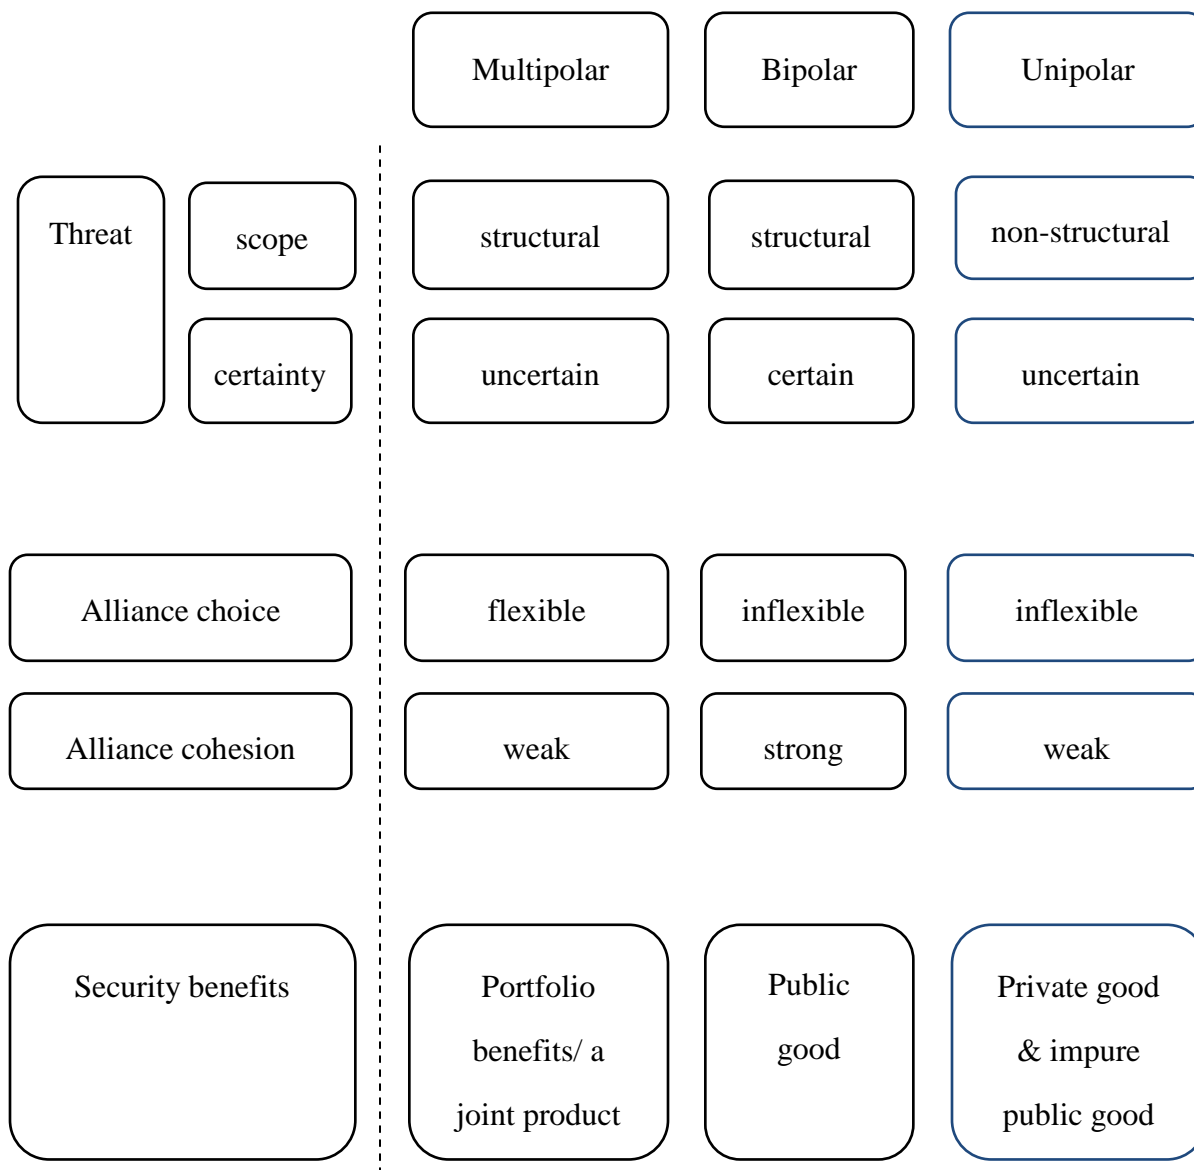 Multipolar Bipolar Unipolar
Threat scope structural structural non-structural
certainty uncertain certain uncertain
Alliance choice flexible inflexible inflexible
Alliance cohesion weak strong weak
Security benefits Portfolio Public Private good
benefits/ a good & impure
joint product public good